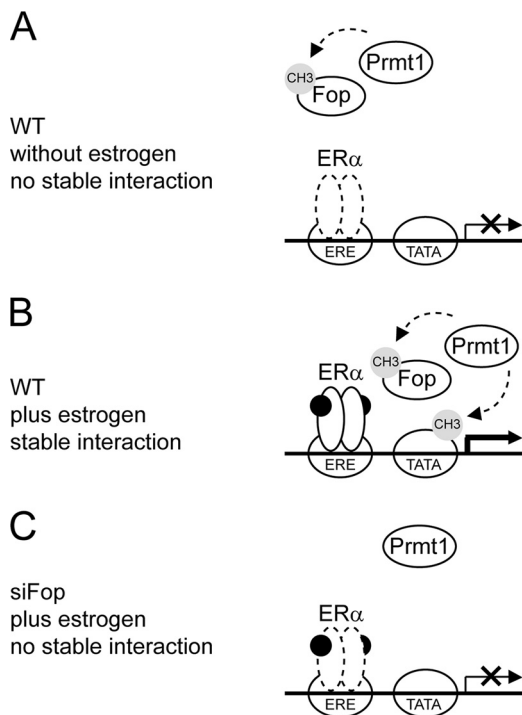 A
Prmt1
CH3
Fop
WT
without estrogen
no stable interaction
ERα
ERE
TATA
B
Prmt1
CH3
Fop
WT
plus estrogen
stable interaction
ERα
CH3
ERE
TATA
C
Prmt1
siFop
plus estrogen
no stable interaction
ERα
ERE
TATA